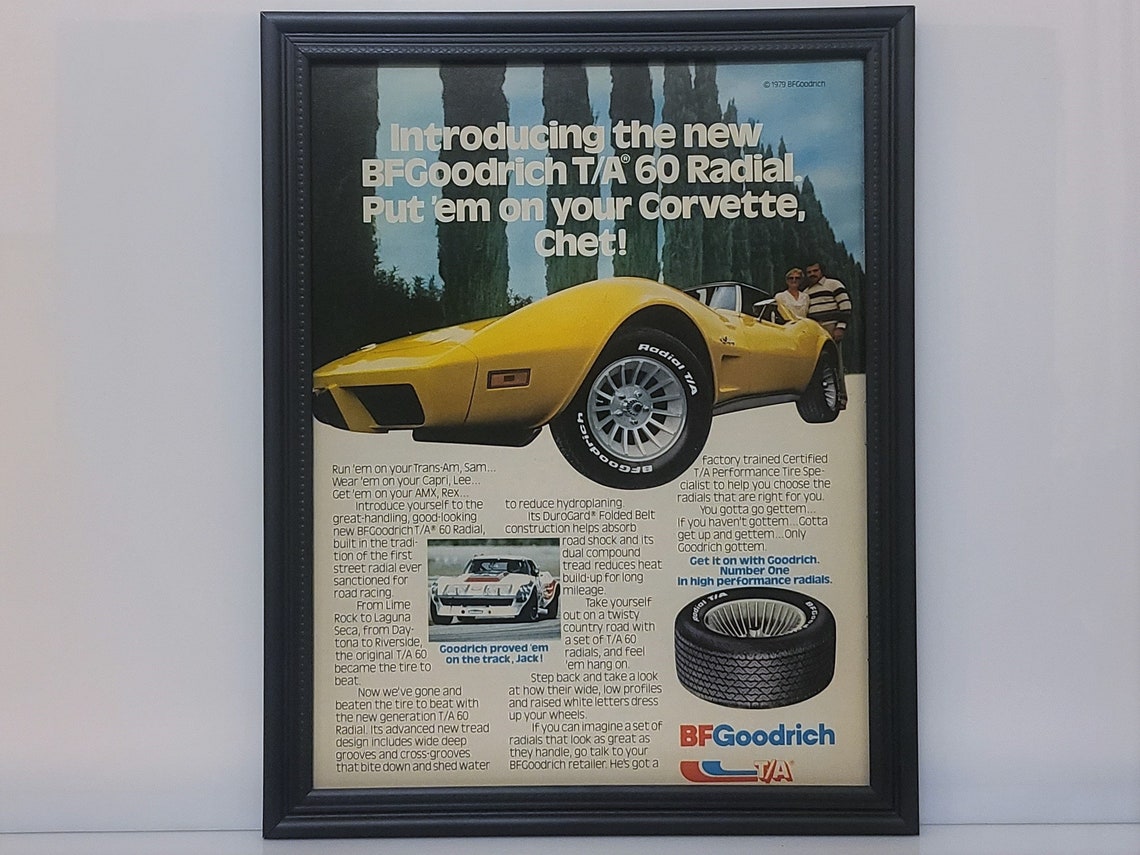 © 1979 BFGoodrich
Introducing the new
BFGoodrich T/A® 60 Radial.
Put 'em on your Corvette,
Chet!
Radial T/A
BFGoodrich
Run 'em on your Trans-Am, Sam...
Wear 'em on your Capri, Lee...
Get 'em on your AMX, Rex...
Introduce yourself to the
great-handling, good-looking
new BFGoodrich T/A® 60 Radial,
built in the tradi-
tion of the first
street radial ever
sanctioned for
road racing.
From Lime
Rock to Laguna
Seca, from Day-
tona to Riverside,
the original T/A 60
became the tire to
beat.
Now we've gone and
beaten the tire to beat with
the new generation T/A 60
Radial. Its advanced new tread
design includes wide deep
grooves and cross-grooves
that bite down and shed water
Goodrich proved 'em
on the track, Jack!
to reduce hydroplaning.
Its DuroGard® Folded Belt
construction helps absorb
road shock and its
dual compound
tread reduces heat
build-up for long
mileage.
Take yourself
out on a twisty
country road with
a set of T/A 60
radials, and feel
'em hang on.
Step back and take a look
at how their wide, low profiles
and raised white letters dress
up your wheels.
If you can imagine a set of
radials that look as great as
they handle, go talk to your
BFGoodrich retailer. He's got a
factory trained Certified
T/A Performance Tire Spe-
cialist to help you choose the
radials that are right for you.
You gotta go gettem...
If you haven't gottem...Gotta
get up and gettem...Only
Goodrich gottem.
Get it on with Goodrich.
Number One
in high performance radials.
Radial T/A
BFGoodrich
T/A®